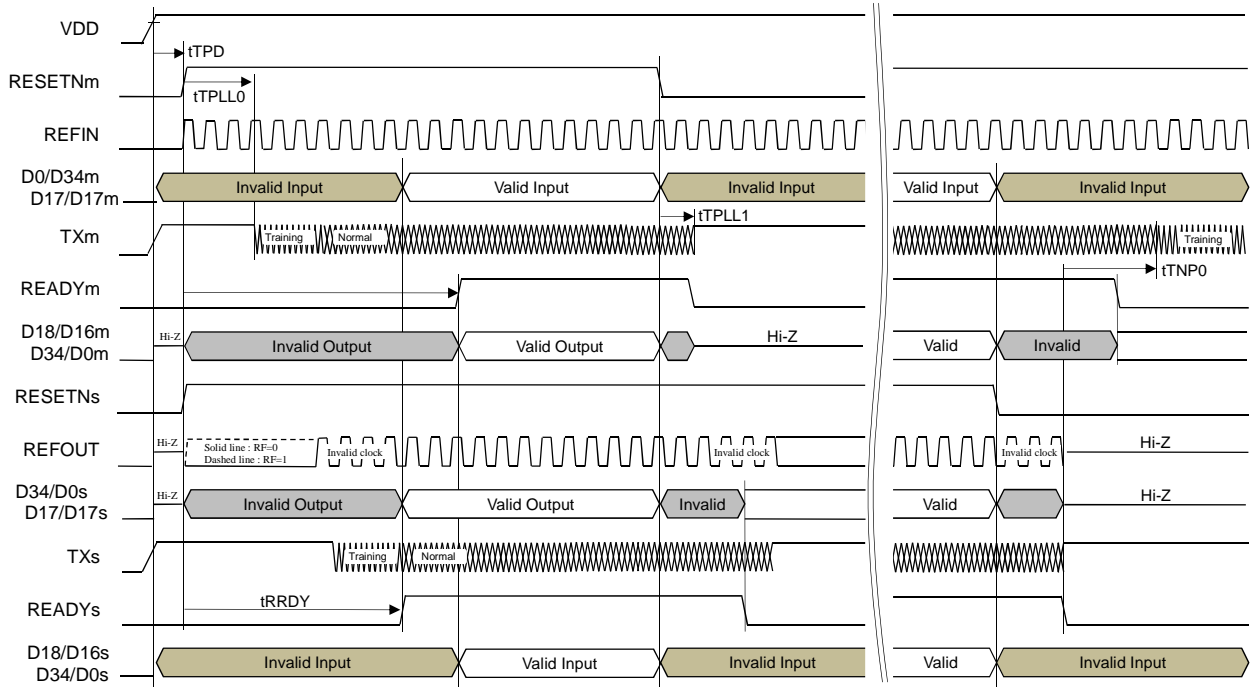 VDD
tTPD
RESETNm
tTPLL0
REFIN
D0/D34m
D17/D17m
Invalid Input
Valid Input
Invalid Input
Valid Input
Invalid Input
tTPLL1
TXm
Training
Normal
Training
tTNP0
READYm
D18/D16m
D34/D0m
Hi-Z
Invalid Output
Valid Output
Hi-Z
Valid
Invalid
RESETNs
REFOUT
Hi-Z
Solid line : RF=0
Dashed line : RF=1
Invalid clock
Invalid clock
Invalid clock
Hi-Z
D34/D0s
D17/D17s
Hi-Z
Invalid Output
Valid Output
Invalid
Valid
Hi-Z
TXs
Training
Normal
READYs
tRRDY
D18/D16s
D34/D0s
Invalid Input
Valid Input
Invalid Input
Valid
Invalid Input